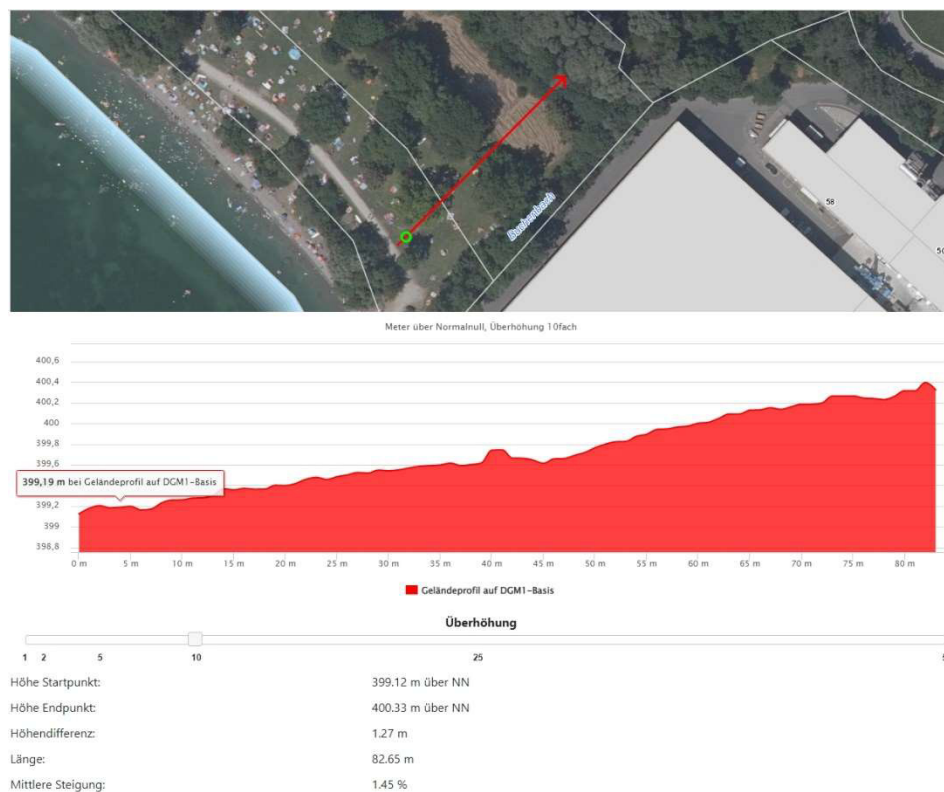 58
50
Bucherbach
Meter über Normalnull, Überhöhung 10fach
400,6
400,4
400,2
400
399,8
399,6
399,19 m bei Geländeprofil auf DGM1-Basis
399,2
399
398,8
0 m 5 m 10 m 15 m 20 m 25 m 30 m 35 m 40 m 45 m 50 m 55 m 60 m 65 m 70 m 75 m 80 m
Geländeprofil auf DGM1-Basis
Überhöhung
1 2 5 10 25
Höhe Startpunkt: 399.12 m über NN
Höhe Endpunkt: 400.33 m über NN
Höhendifferenz: 1.27 m
Länge: 82.65 m
Mittlere Steigung: 1.45 %